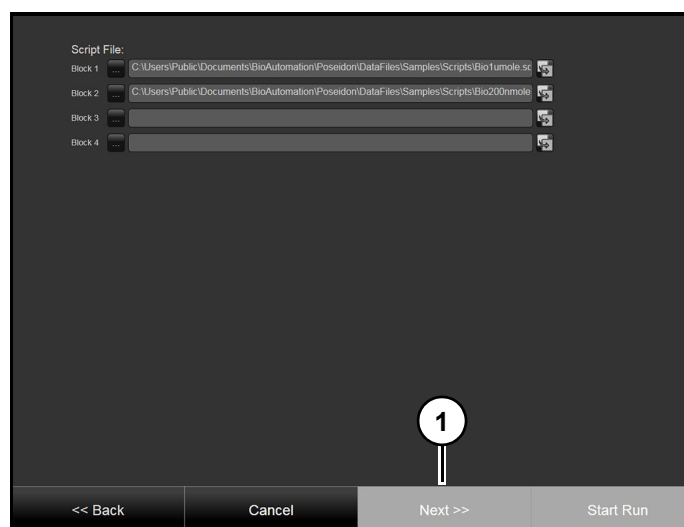 Script File:
Block 1 ... C:\Users\Public\Documents\BioAutomation\Poseidon\DataFiles\Samples\Scripts\Bio1umole.sc
Block 2 ... C:\Users\Public\Documents\BioAutomation\Poseidon\DataFiles\Samples\Scripts\Bio200nmole
Block 3 ...
Block 4 ...
1
<< Back Cancel Next >> Start Run